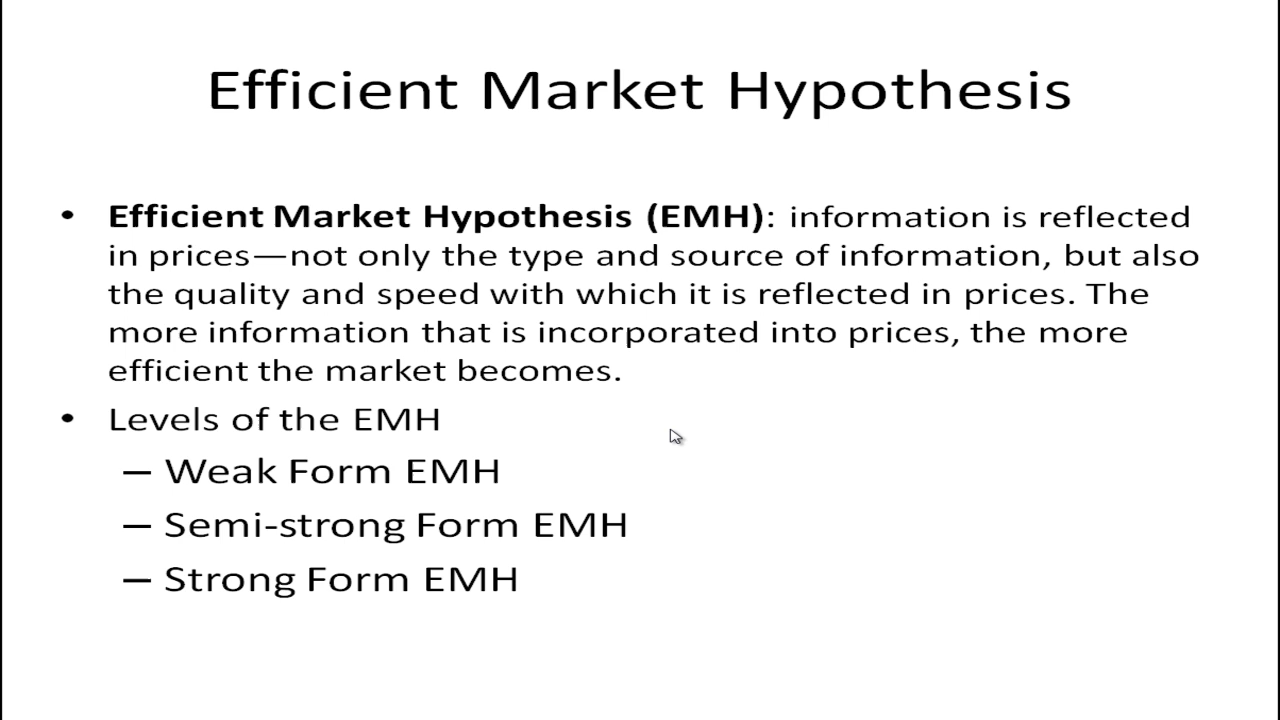 Efficient Market Hypothesis
• Efficient Market Hypothesis (EMH): information is reflected
in prices—not only the type and source of information, but also
the quality and speed with which it is reflected in prices. The
more information that is incorporated into prices, the more
efficient the market becomes.
• Levels of the EMH
– Weak Form EMH
– Semi-strong Form EMH
– Strong Form EMH